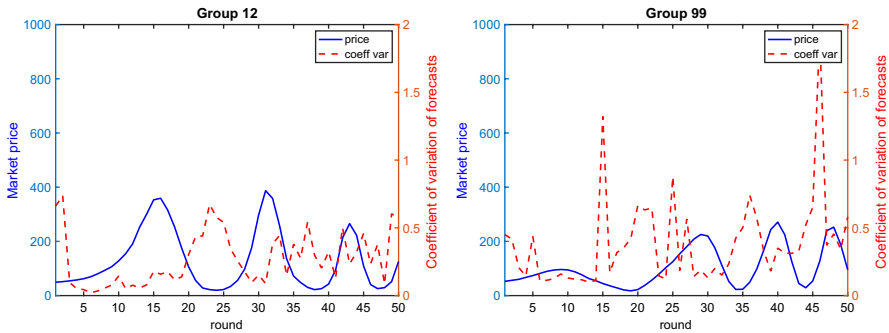 Group 12
1000
800
600
400
200
0
2
1.5
1
0.5
0
5 10 15 20 25 30 35 40 45 50
Market price
Coefficient of variation of forecasts
round
price
coeff var
Group 99
1000
800
600
400
200
0
2
1.5
1
0.5
0
5 10 15 20 25 30 35 40 45 50
Market price
Coefficient of variation of forecasts
round
price
coeff var